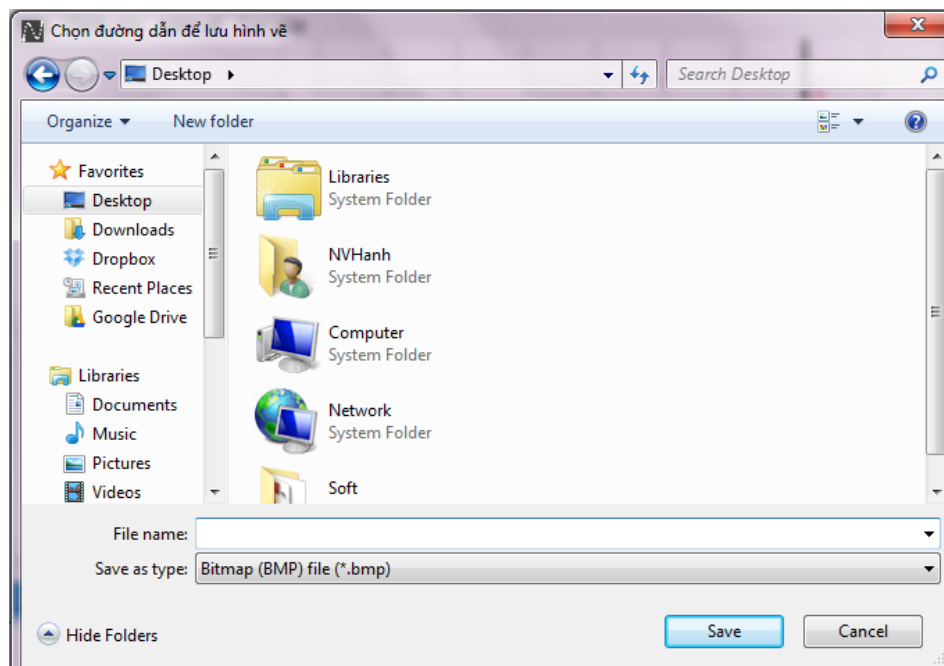 Chọn đường dẫn để lưu hình vẽ
Desktop
Search Desktop
Organize
New folder
Favorites
Desktop
Downloads
Dropbox
Recent Places
Google Drive
Libraries
Documents
Music
Pictures
Videos
Libraries
System Folder
NVHanh
System Folder
Computer
System Folder
Network
System Folder
Soft
File name:
Save as type: Bitmap (BMP) file (*.bmp)
Hide Folders
Save
Cancel